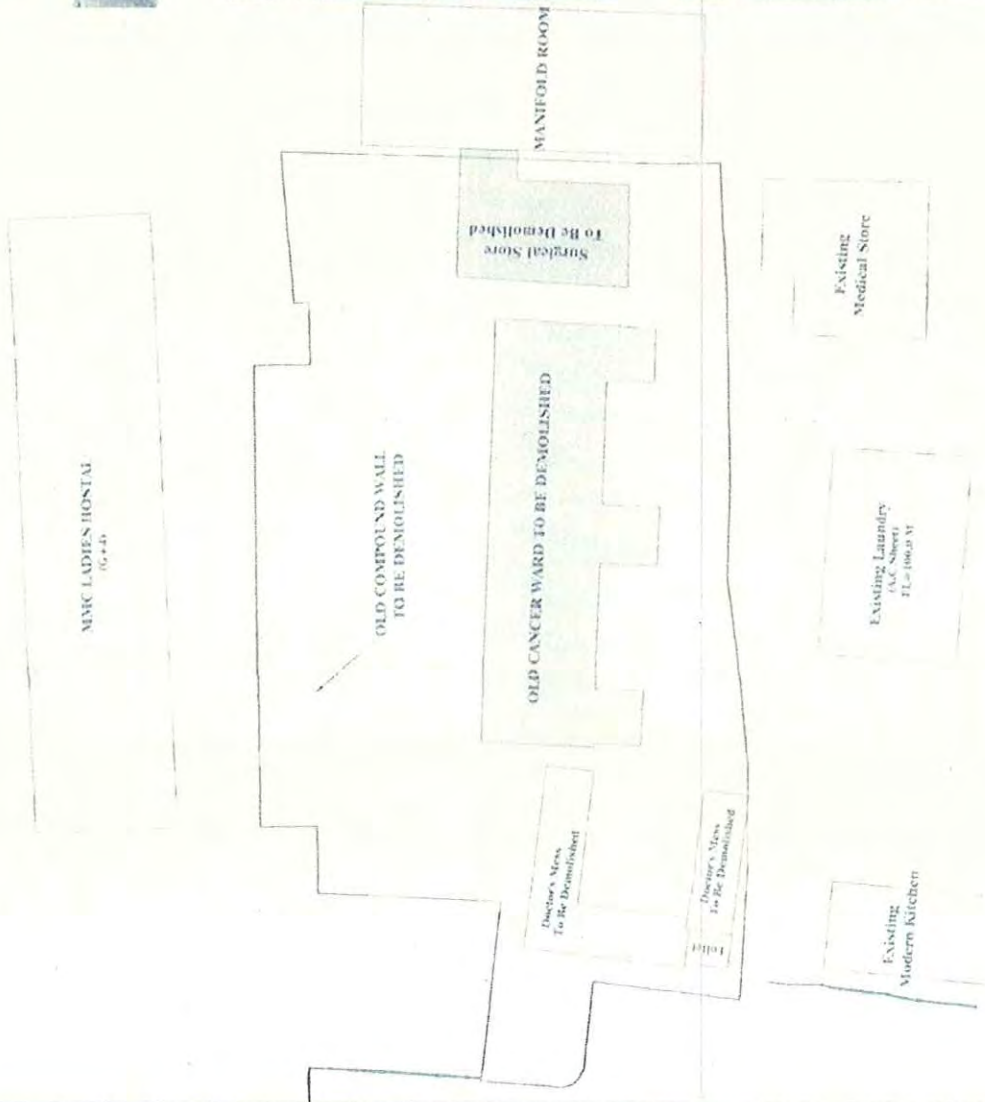 MANIFOLD ROOM
Surgical Store
To Be Demolished
MMC LADIES HOSTAL
(G+4)
OLD COMPOUND WALL
TO BE DEMOLISHED
OLD CANCER WARD TO BE DEMOLISHED
Existing
Medical Store
Existing Laundry
(A.C. Sheet)
Doctor's Mess
To Be Demolished
Doctor's Mess
To Be Demolished
Toilet
Existing
Modern Kitchen